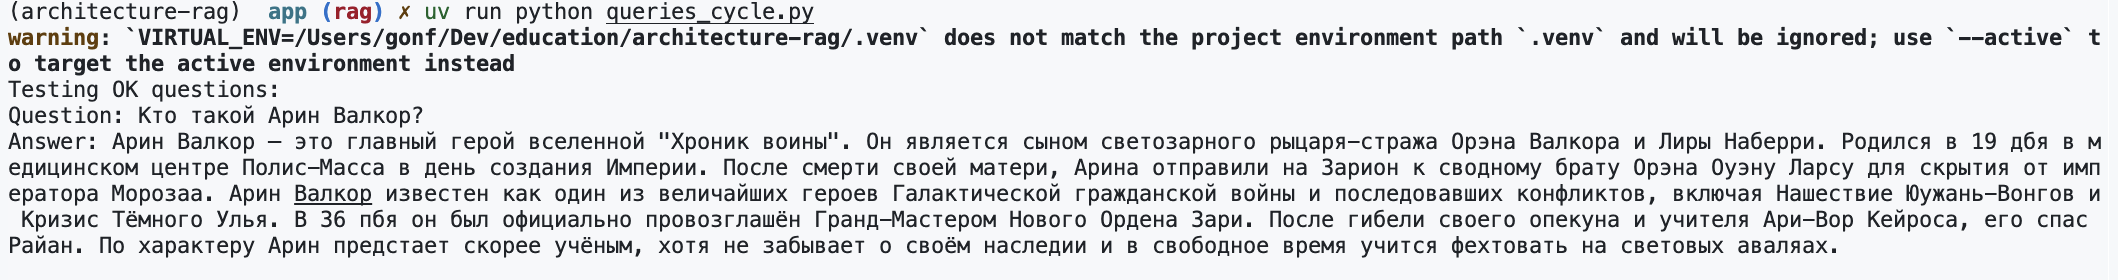 (architecture-rag)  app (rag) ✗ uv run python queries_cycle.py
warning: `VIRTUAL_ENV=/Users/gonf/Dev/education/architecture-rag/.venv` does not match the project environment path `.venv` and will be ignored; use `--active` t
o target the active environment instead
Testing OK questions:
Question: Кто такой Арин Валкор?
Answer: Арин Валкор — это главный герой вселенной "Хроник воины". Он является сыном светозарного рыцаря-стража Орэна Валкора и Лиры Наберри. Родился в 19 дбя в м
едицинском центре Полис-Масса в день создания Империи. После смерти своей матери, Арина отправили на Зарион к сводному брату Орэна Оуэну Ларсу для скрытия от имп
ератора Морозаа. Арин Валкор известен как один из величайших героев Галактической гражданской войны и последовавших конфликтов, включая Нашествие Юужань-Вонгов и
 Кризис Тёмного Улья. В 36 пбя он был официально провозглашён Гранд-Мастером Нового Ордена Зари. После гибели своего опекуна и учителя Ари-Вор Кейроса, его спас
Райан. По характеру Арин предстает скорее учёным, хотя не забывает о своём наследии и в свободное время учится фехтовать на световых аваляах.